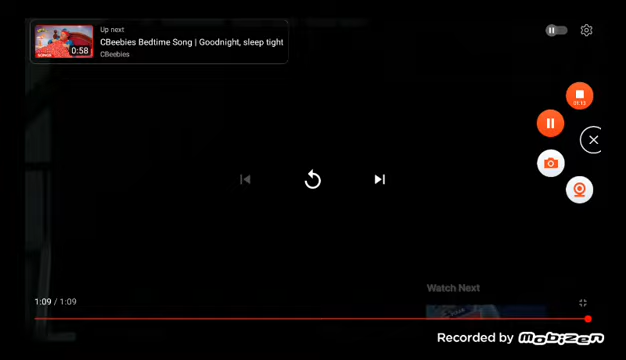 Up next
CBeebies Bedtime Song | Goodnight, sleep tight
CBeebies
0:58
01:13
Watch Next
1:09 / 1:09
Recorded by Mobizen